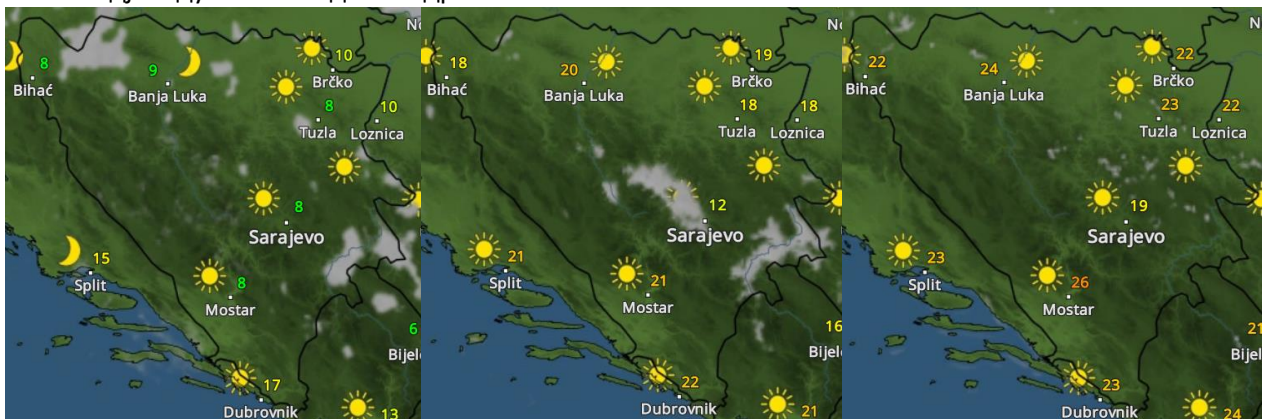 10
8
9
Brčko
Bihać
Banja Luka
8
10
Tuzla
Loznica
8
Sarajevo
15
Split
8
Mostar
6
Bijel
17
Dubrovnik
13
19
18
20
Brčko
Bihać
Banja Luka
18
18
Tuzla
Loznica
12
Sarajevo
21
Split
21
Mostar
16
Bijel
22
Dubrovnik
21
22
22
24
Brčko
Bihać
Banja Luka
23
22
Tuzla
Loznica
19
Sarajevo
23
Split
26
Mostar
21
Bijel
23
Dubrovnik
24